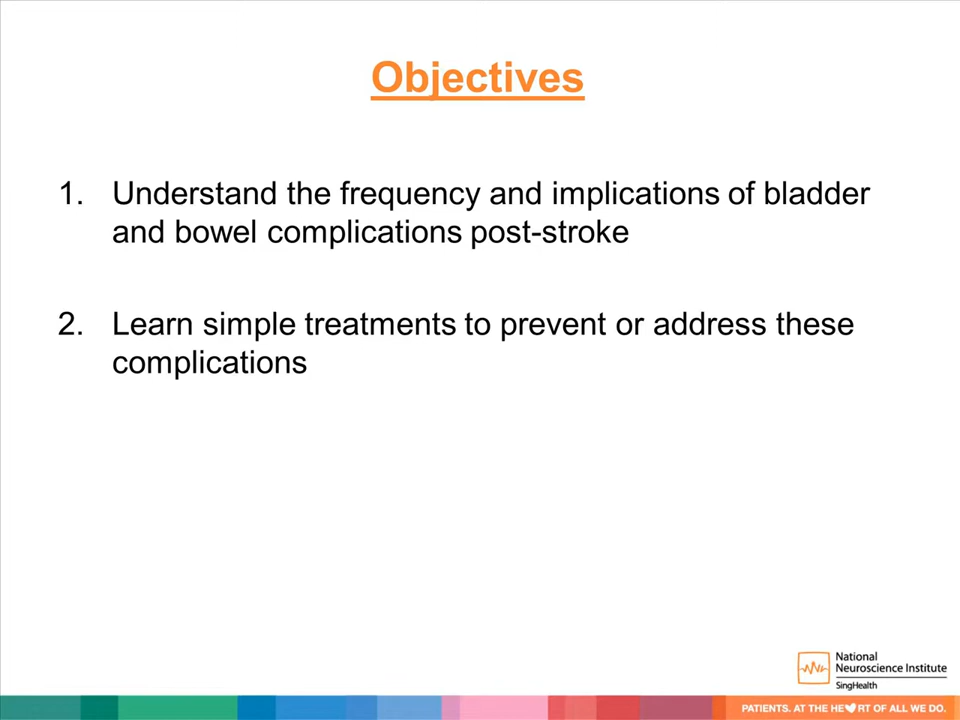 Objectives
1. Understand the frequency and implications of bladder
and bowel complications post-stroke
2. Learn simple treatments to prevent or address these
complications
National
Neuroscience Institute
SingHealth
PATIENTS. AT THE HE♥RT OF ALL WE DO.